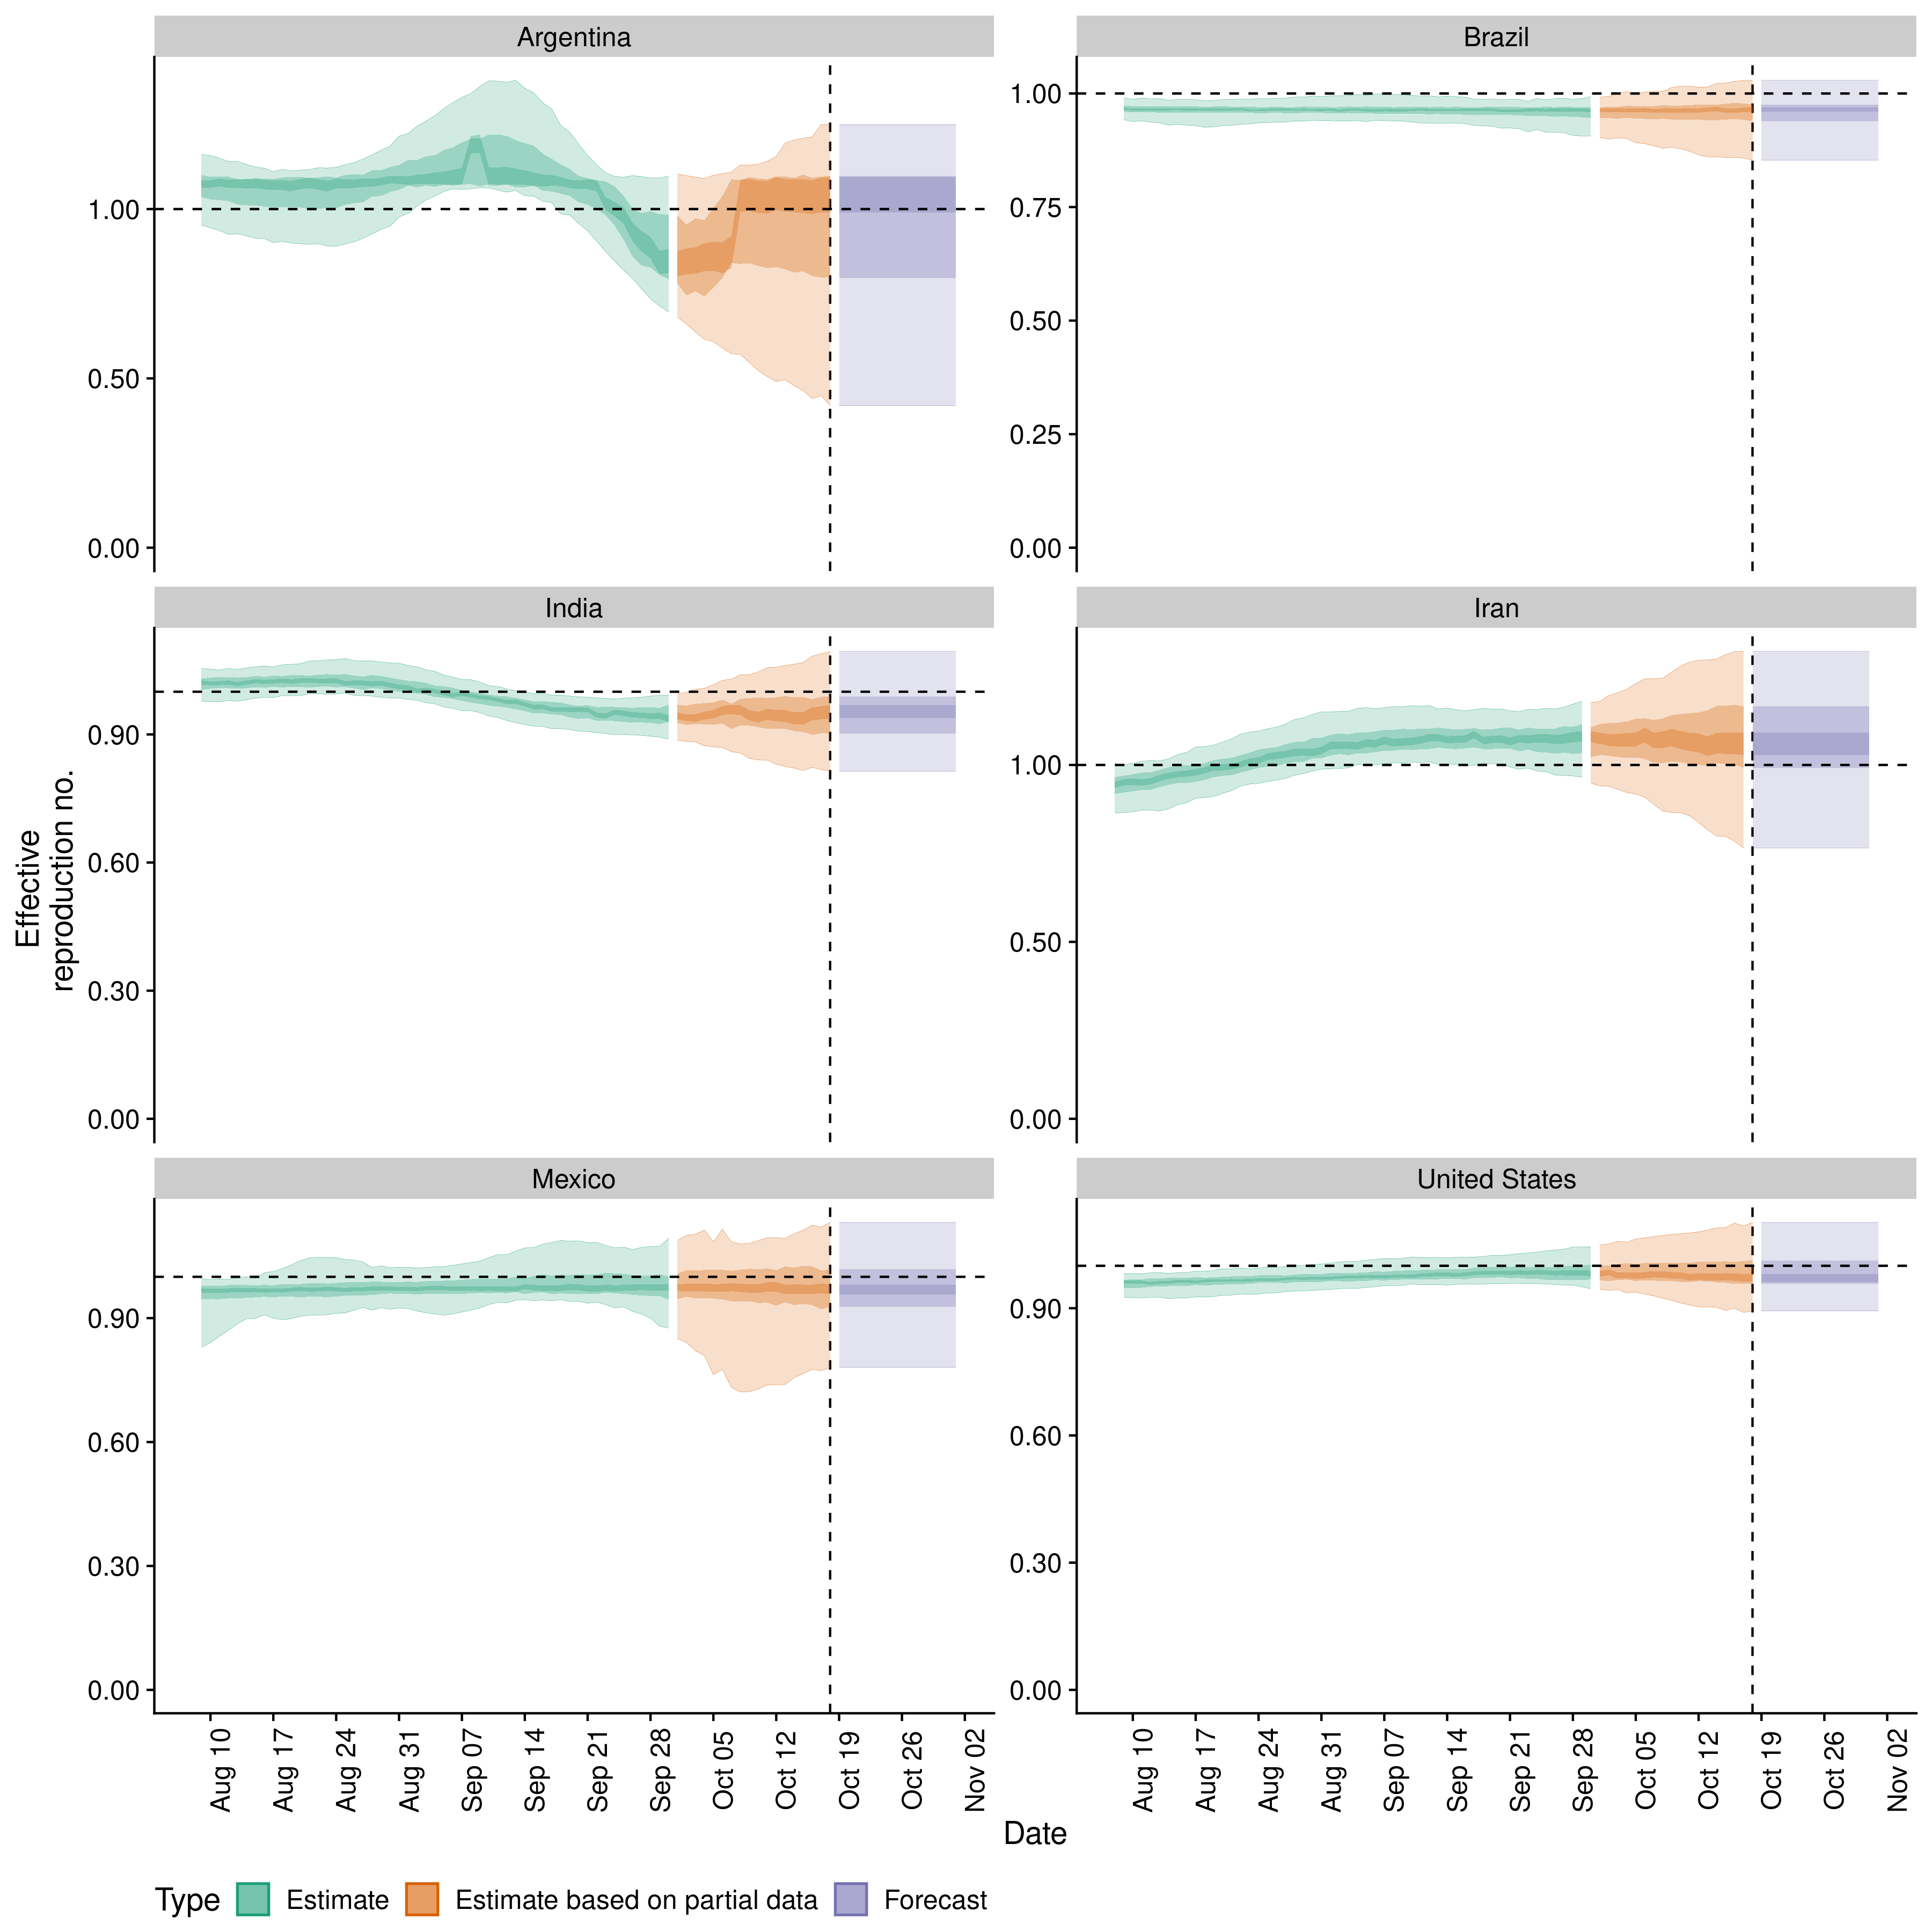 Argentina
Brazil
1.00
0.50
0.00
1.00
0.75
0.50
0.25
0.00
India
Iran
0.90
0.60
0.30
0.00
1.00
0.50
0.00
Effective
reproduction no.
Mexico
United States
0.90
0.60
0.30
0.00
0.90
0.60
0.30
0.00
Aug 10
Aug 17
Aug 24
Aug 31
Sep 07
Sep 14
Sep 21
Sep 28
Oct 05
Oct 12
Oct 19
Oct 26
Nov 02
Aug 10
Aug 17
Aug 24
Aug 31
Sep 07
Sep 14
Sep 21
Sep 28
Oct 05
Oct 12
Oct 19
Oct 26
Nov 02
Date
Type Estimate Estimate based on partial data Forecast